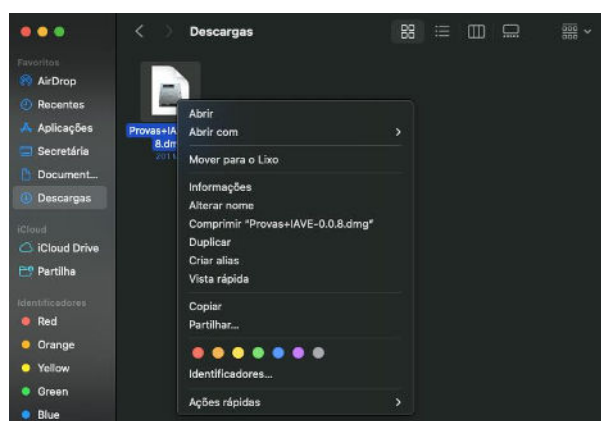 Descargas
Favoritos
AirDrop
Recentes
Aplicações
Secretária
Document...
Descargas
iCloud
iCloud Drive
Partilha
Identificadores
Red
Orange
Yellow
Green
Blue
Provas+IA
8.dm
Abrir
Abrir com
Mover para o Lixo
Informações
Alterar nome
Comprimir "Provas+IAVE-0.0.8.dmg"
Duplicar
Criar alias
Vista rápida
Copiar
Partilhar...
Identificadores...
Ações rápidas